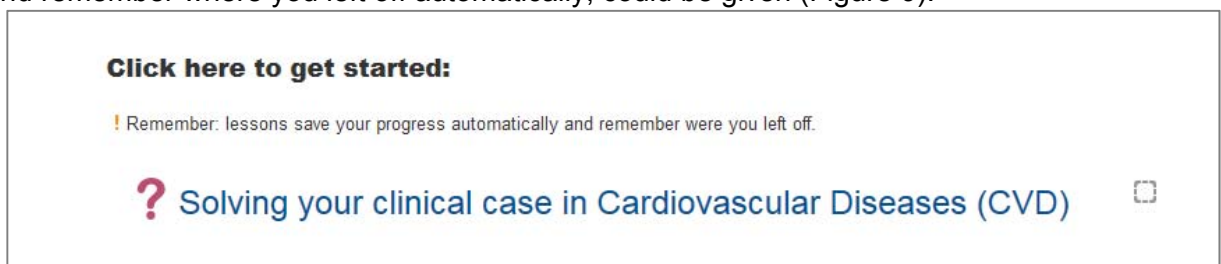 nd remember where you left off automatically, could be given (Figure
Click here to get started:
! Remember: lessons save your progress automatically and remember were you left off.
? Solving your clinical case in Cardiovascular Diseases (CVD)